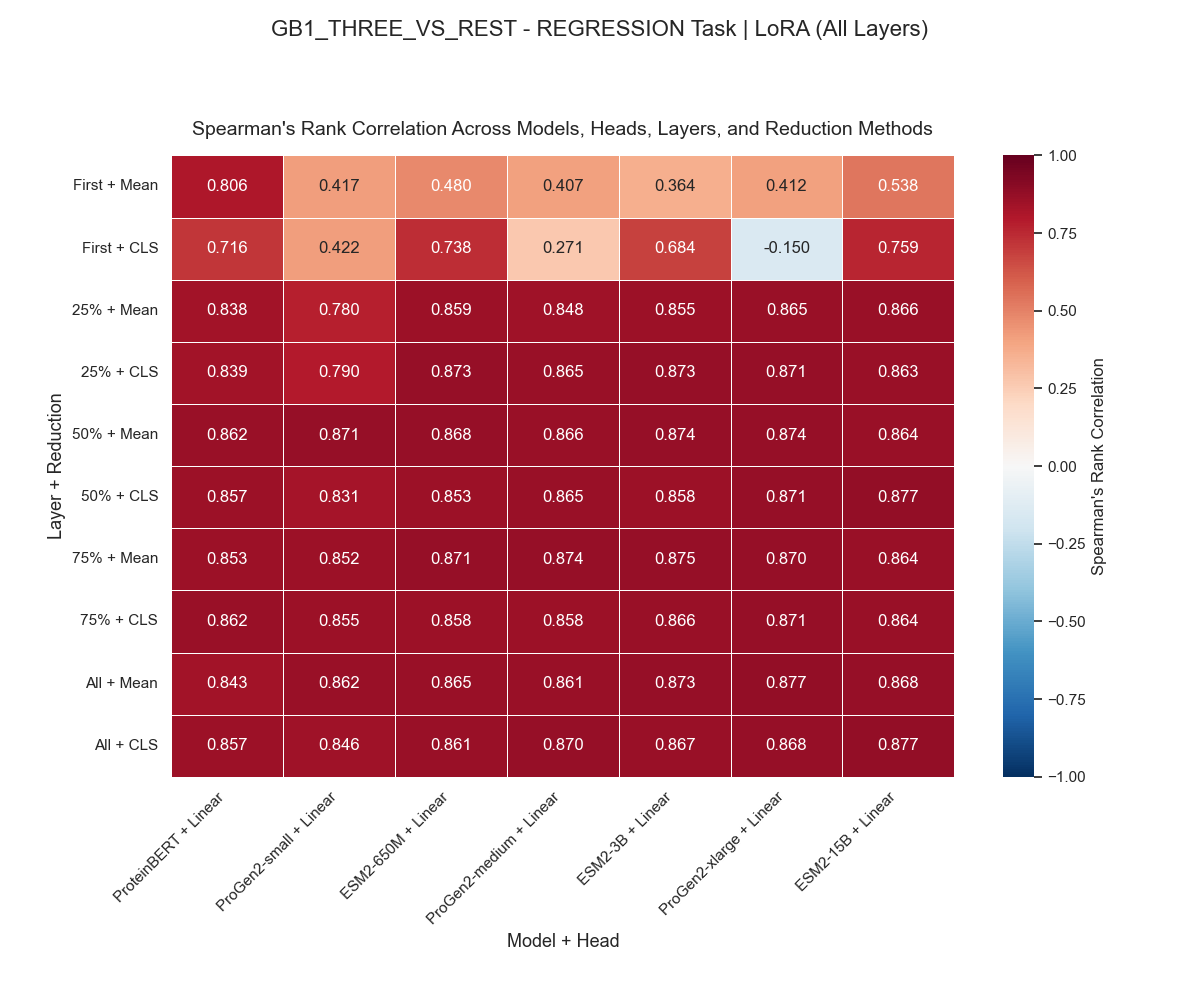 GB1_THREE_VS_REST - REGRESSION Task | LoRA (All Layers)
Spearman's Rank Correlation Across Models, Heads, Layers, and Reduction Methods
Layer + Reduction
First + Mean 0.806 0.417 0.480 0.407 0.364 0.412 0.538
First + CLS 0.716 0.422 0.738 0.271 0.684 -0.150 0.759
25% + Mean 0.838 0.780 0.859 0.848 0.855 0.865 0.866
25% + CLS 0.839 0.790 0.873 0.865 0.873 0.871 0.863
50% + Mean 0.862 0.871 0.868 0.866 0.874 0.874 0.864
50% + CLS 0.857 0.831 0.853 0.865 0.858 0.871 0.877
75% + Mean 0.853 0.852 0.871 0.874 0.875 0.870 0.864
75% + CLS 0.862 0.855 0.858 0.858 0.866 0.871 0.864
All + Mean 0.843 0.862 0.865 0.861 0.873 0.877 0.868
All + CLS 0.857 0.846 0.861 0.870 0.867 0.868 0.877
ProteinBERT + Linear
ProGen2-small + Linear
ESM2-650M + Linear
ProGen2-medium + Linear
ESM2-3B + Linear
ProGen2-xlarge + Linear
ESM2-15B + Linear
Model + Head
1.00
0.75
0.50
0.25
0.00
−0.25
−0.50
−0.75
−1.00
Spearman's Rank Correlation